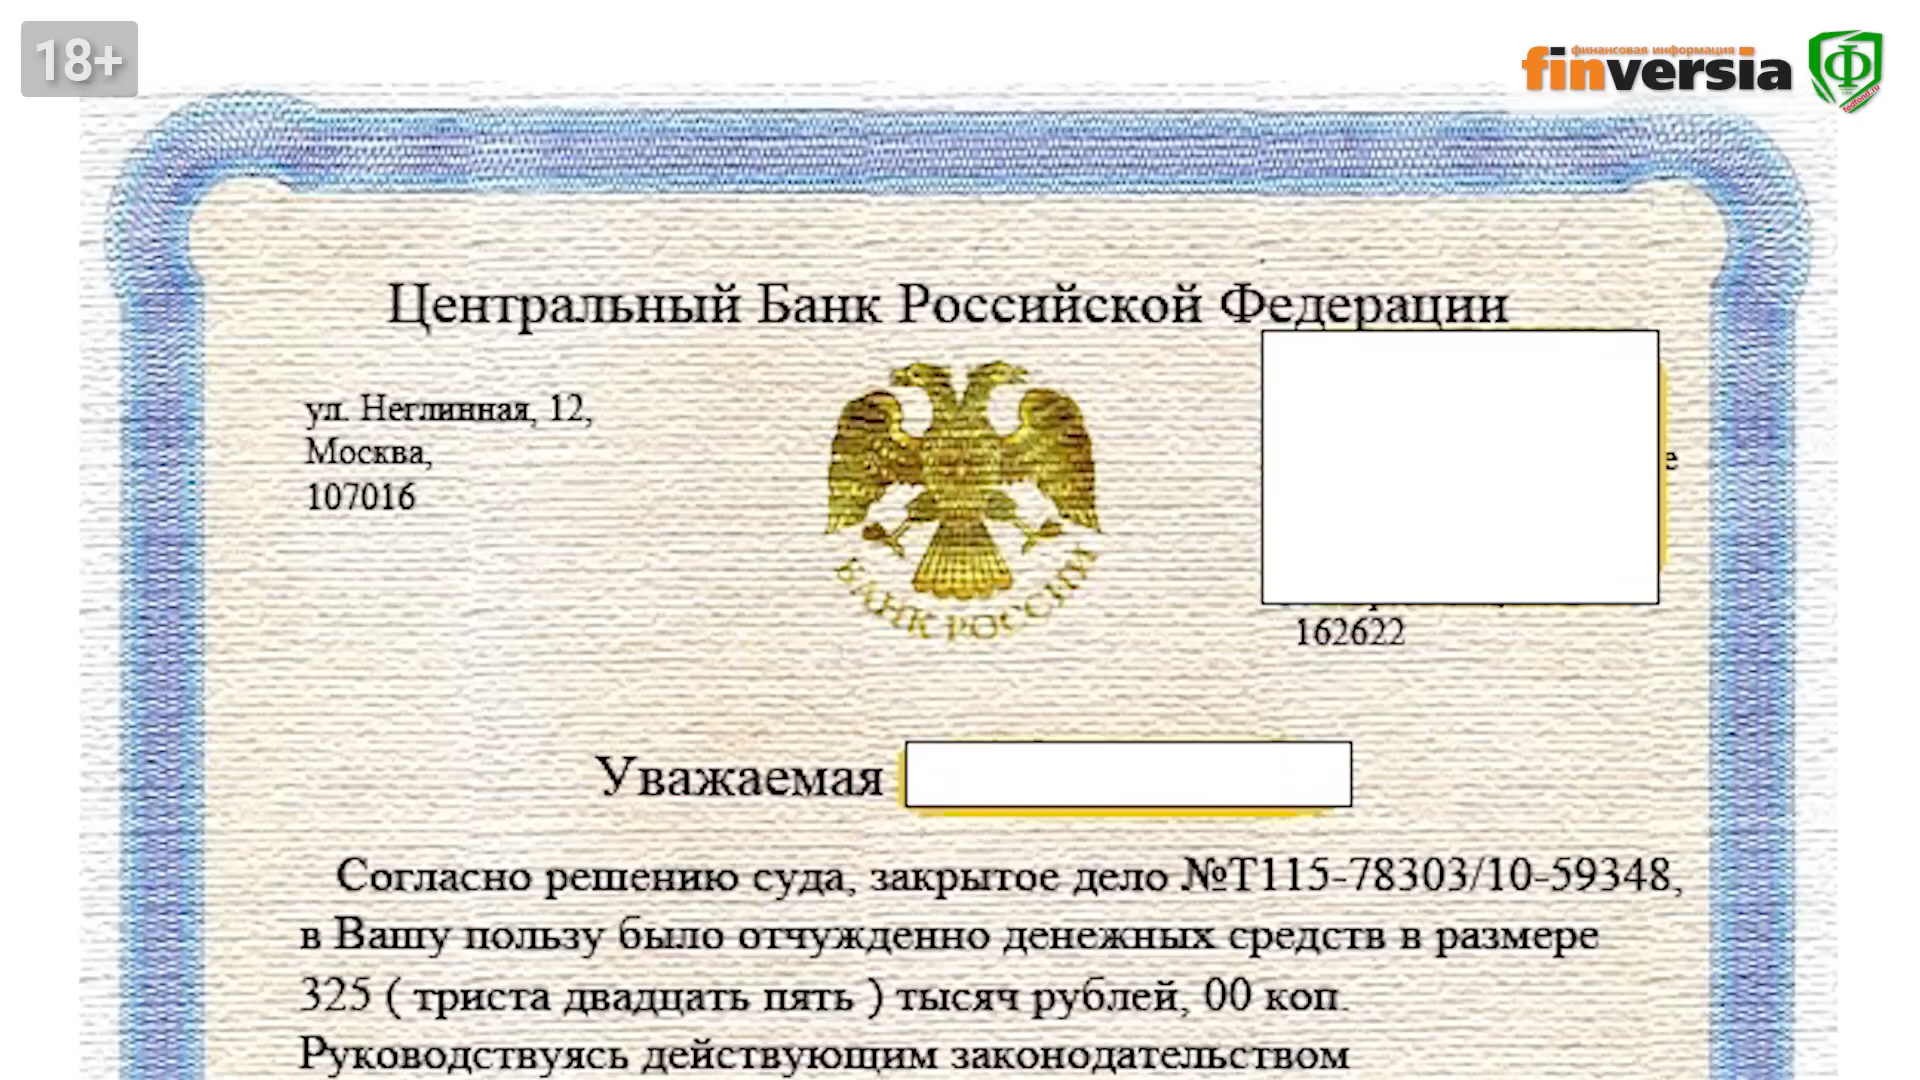 18+
финансовая информация
finversia
Ф
fedfond.ru
Центральный Банк Российской Федерации
ул. Неглинная, 12,
Москва,
107016
БАНК РОССИИ
е
162622
Уважаемая
Согласно решению суда, закрытое дело №Т115-78303/10-59348,
в Вашу пользу было отчужденно денежных средств в размере
325 ( триста двадцать пять ) тысяч рублей, 00 коп.
Руководствуясь действующим законодательством